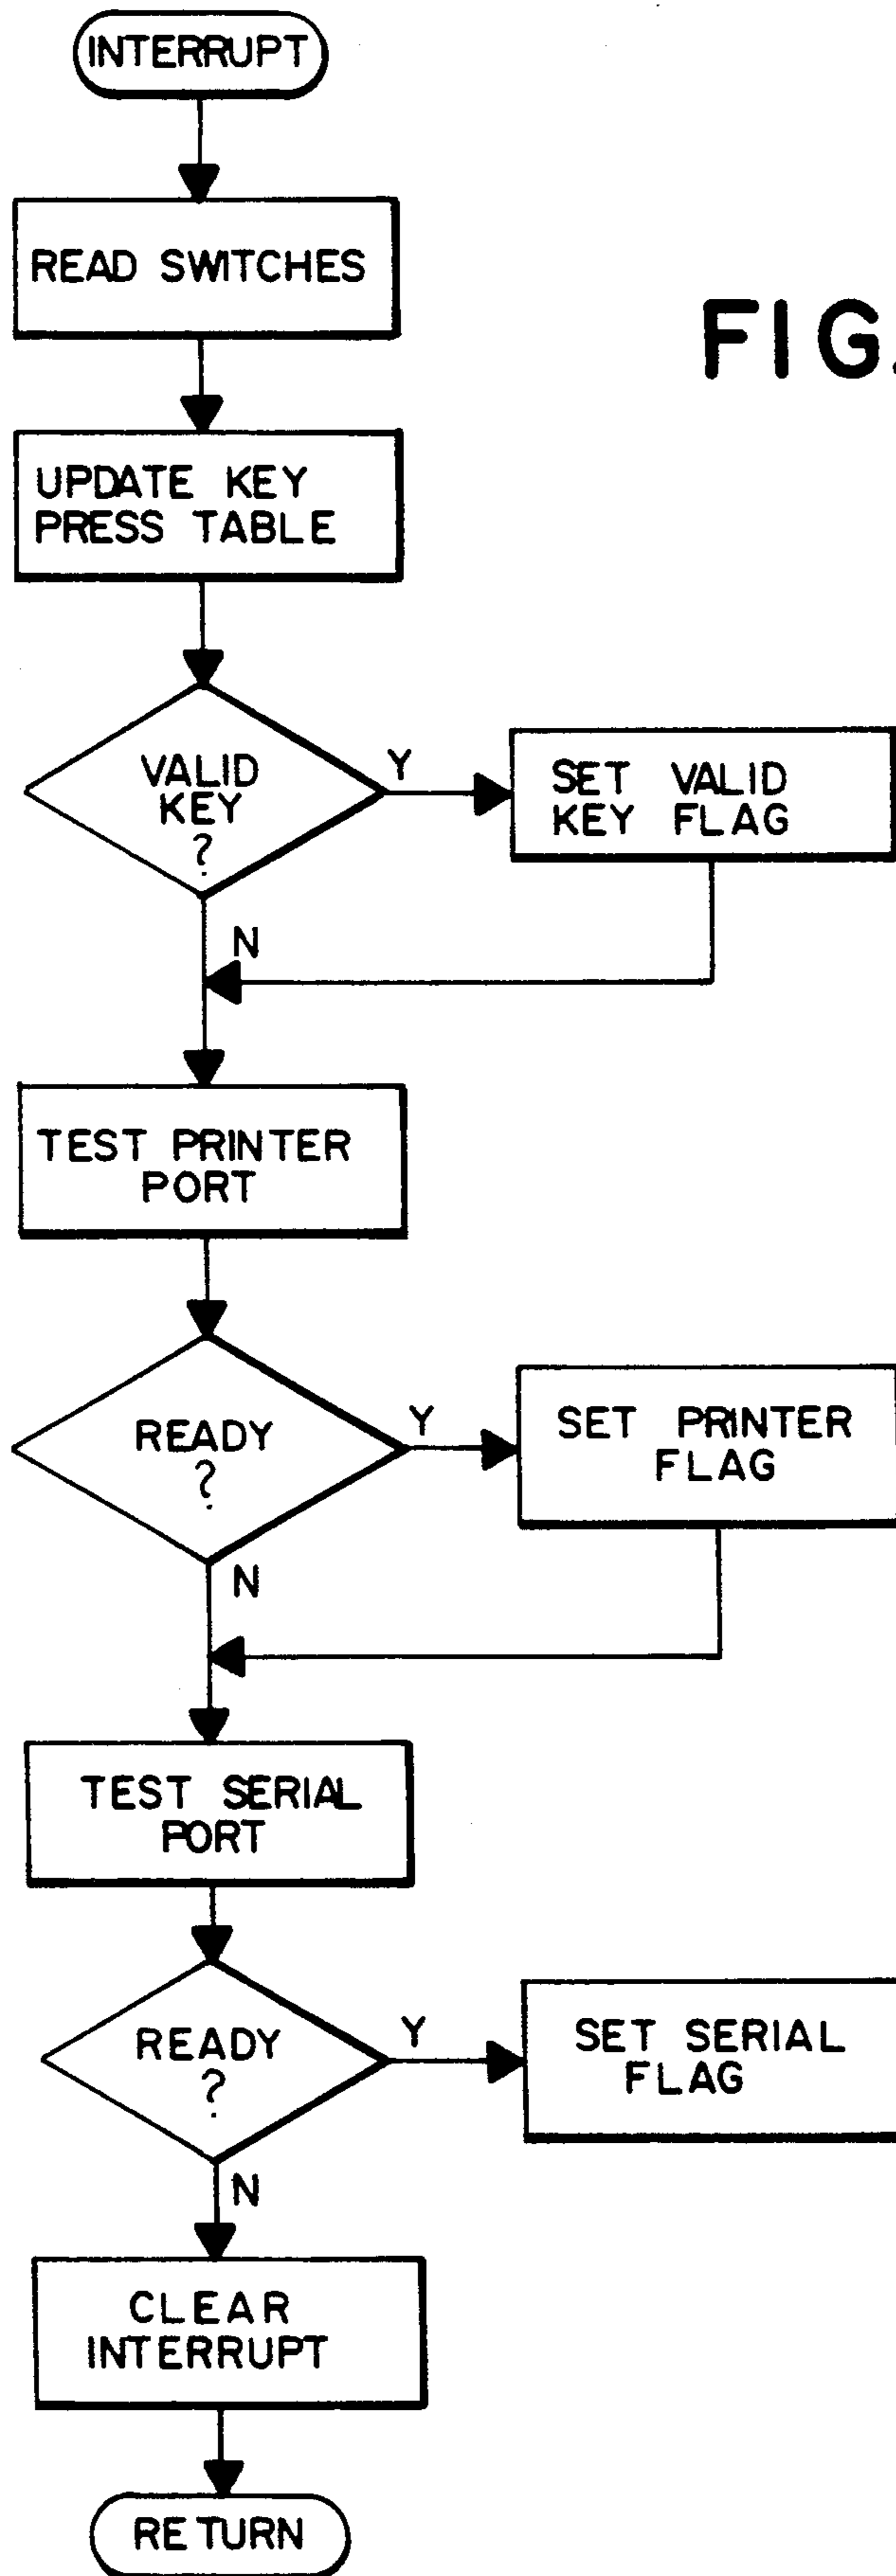 INTERRUPT
READ SWITCHES
FIG.
UPDATE KEY
PRESS TABLE
VALID
KEY
?
Y
SET VALID
KEY FLAG
N
TEST PRINTER
PORT
READY
?
Y
SET PRINTER
FLAG
N
TEST SERIAL
PORT
READY
?
Y
SET SERIAL
FLAG
N
CLEAR
INTERRUPT
RETURN